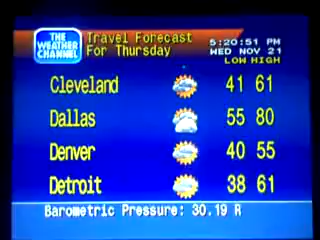 THE
WEATHER
CHANNEL
Travel Forecast
For Thursday
5:20:51 PM
WED NOV 21
LOW HIGH
Cleveland 41 61
Dallas 55 80
Denver 40 55
Detroit 38 61
Barometric Pressure: 30.19 R